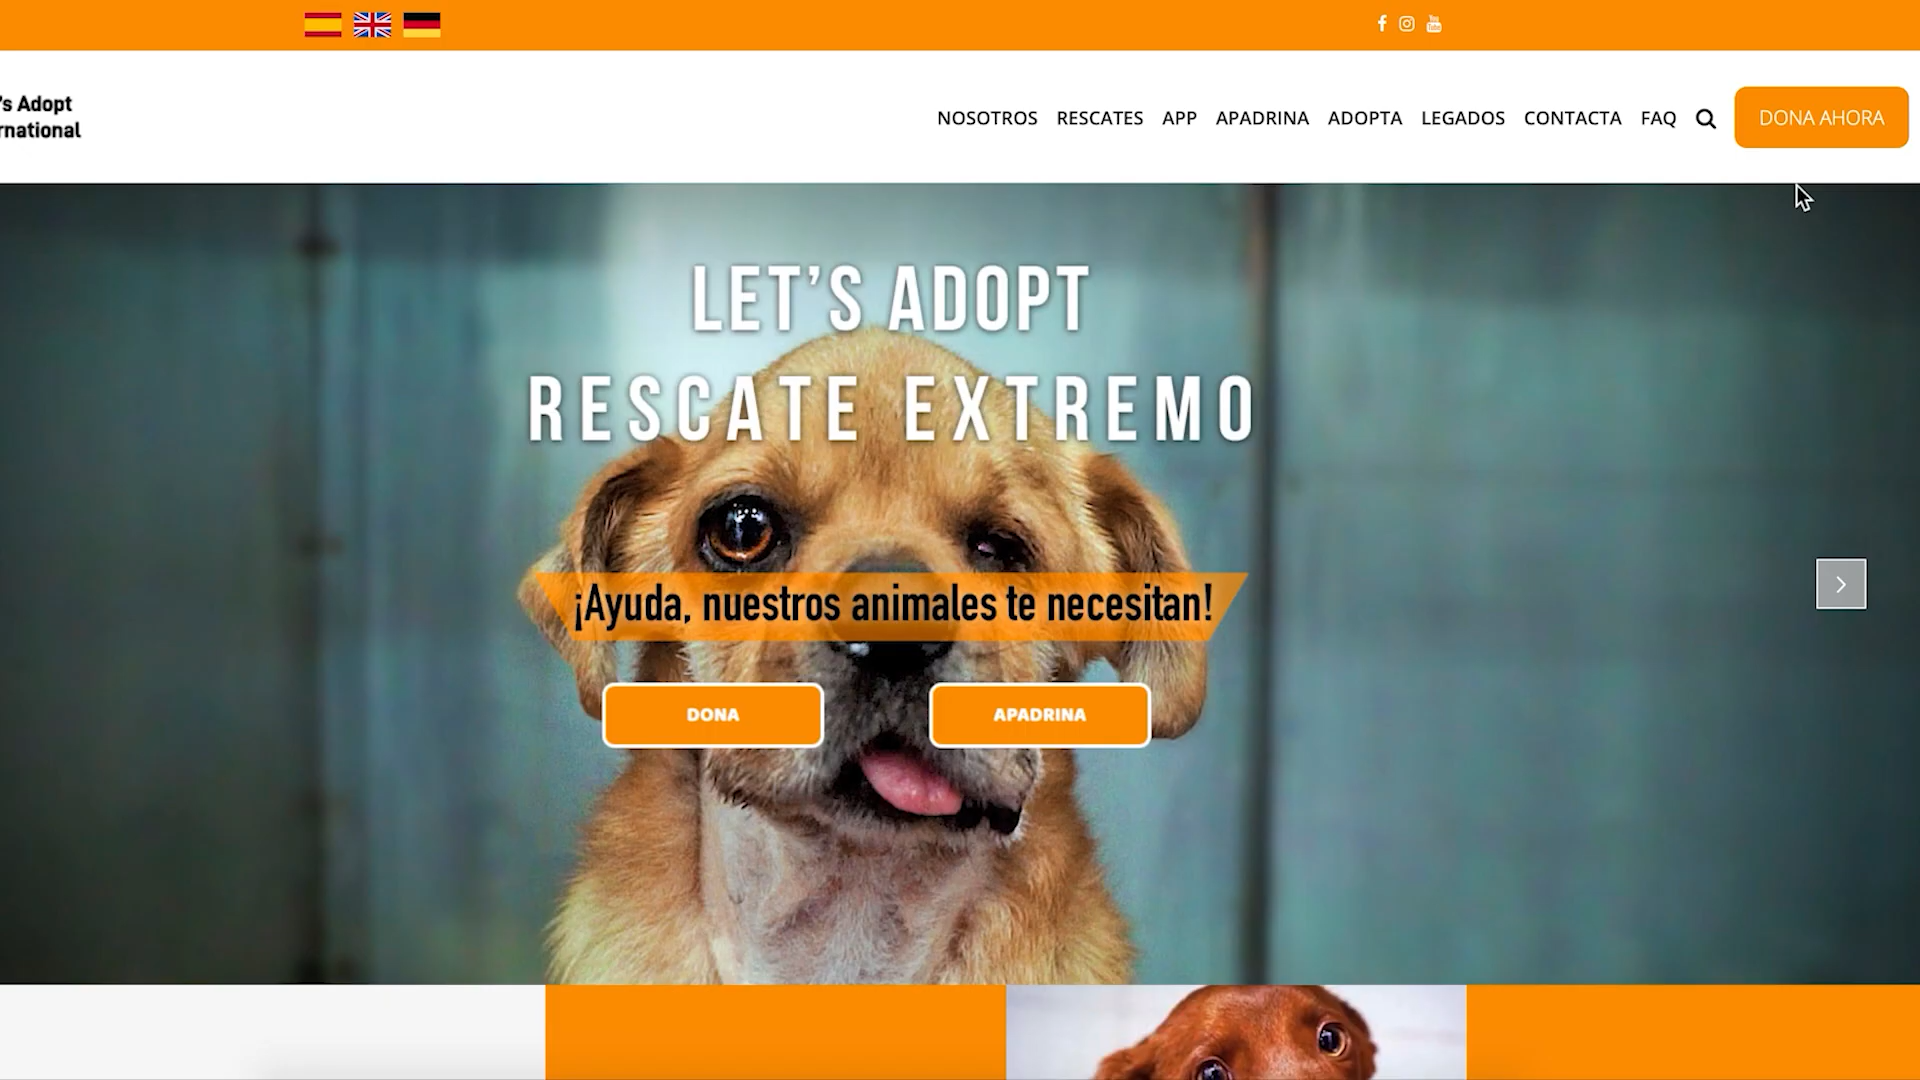 's Adopt
rnational
NOSOTROS RESCATES APP APADRINA ADOPTA LEGADOS CONTACTA FAQ DONA AHORA
LET'S ADOPT
RESCATE EXTREMO
¡Ayuda, nuestros animales te necesitan!
DONA APADRINA